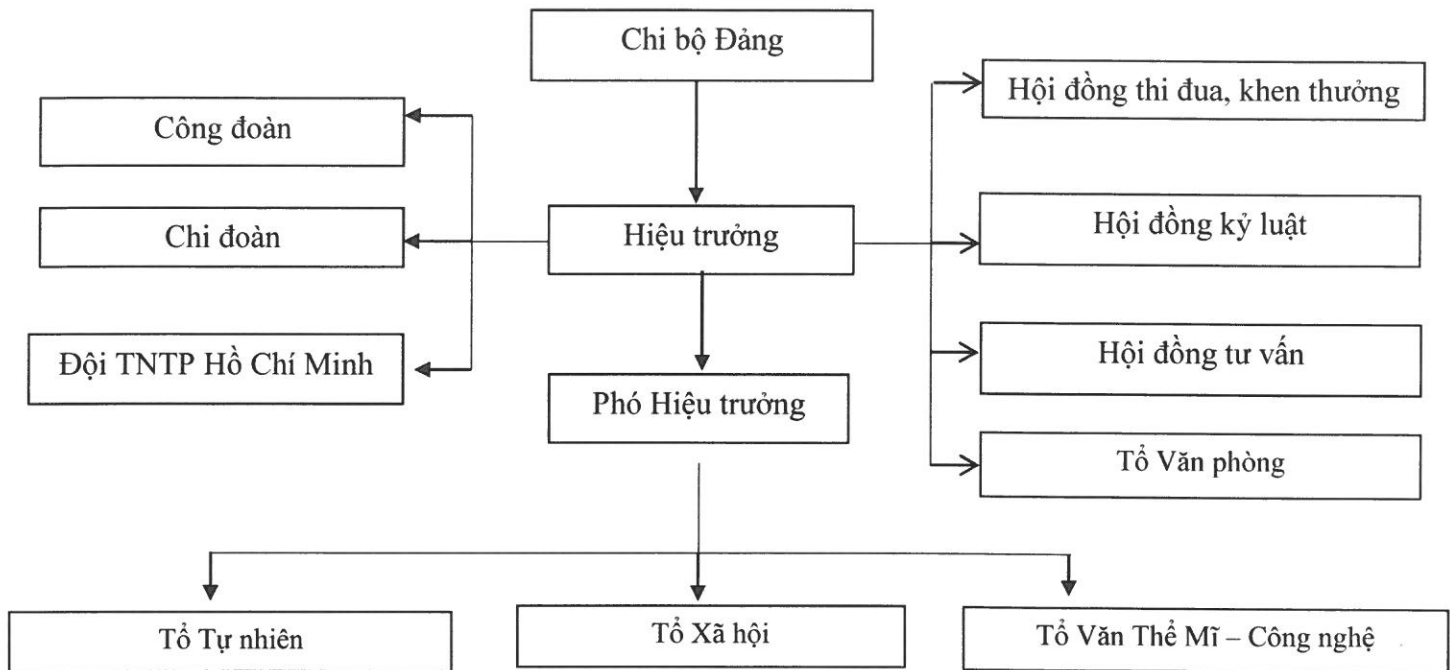 Chi bộ Đảng
Hội đồng thi đua, khen thưởng
Công đoàn
Chi đoàn
Hiệu trưởng
Hội đồng kỷ luật
Đội TNTP Hồ Chí Minh
Hội đồng tư vấn
Phó Hiệu trưởng
Tổ Văn phòng
Tổ Tự nhiên
Tổ Xã hội
Tổ Văn Thể Mĩ – Công nghệ